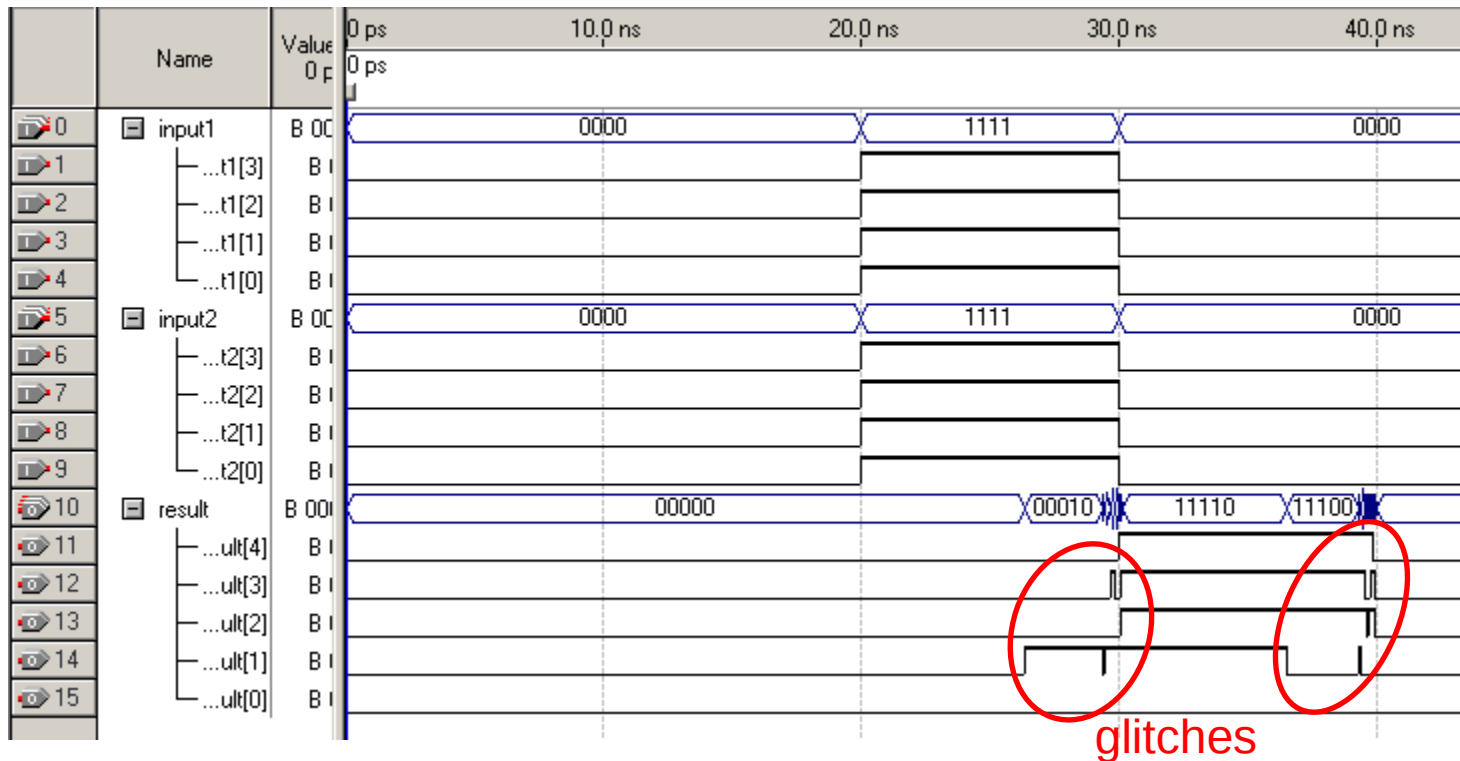 0 ps 10.0 ns 20.0 ns 30.0 ns 40.0 ns
Name Value 0 ps
0 input1 B 00 0000 1111 0000
1 ...t1[3] B
2 ...t1[2] B
3 ...t1[1] B
4 ...t1[0] B
5 input2 B 00 0000 1111 0000
6 ...t2[3] B
7 ...t2[2] B
8 ...t2[1] B
9 ...t2[0] B
10 result B 00 00000 00010 11110 11100
11 ...ult[4] B
12 ...ult[3] B
13 ...ult[2] B
14 ...ult[1] B
15 ...ult[0] B
glitches